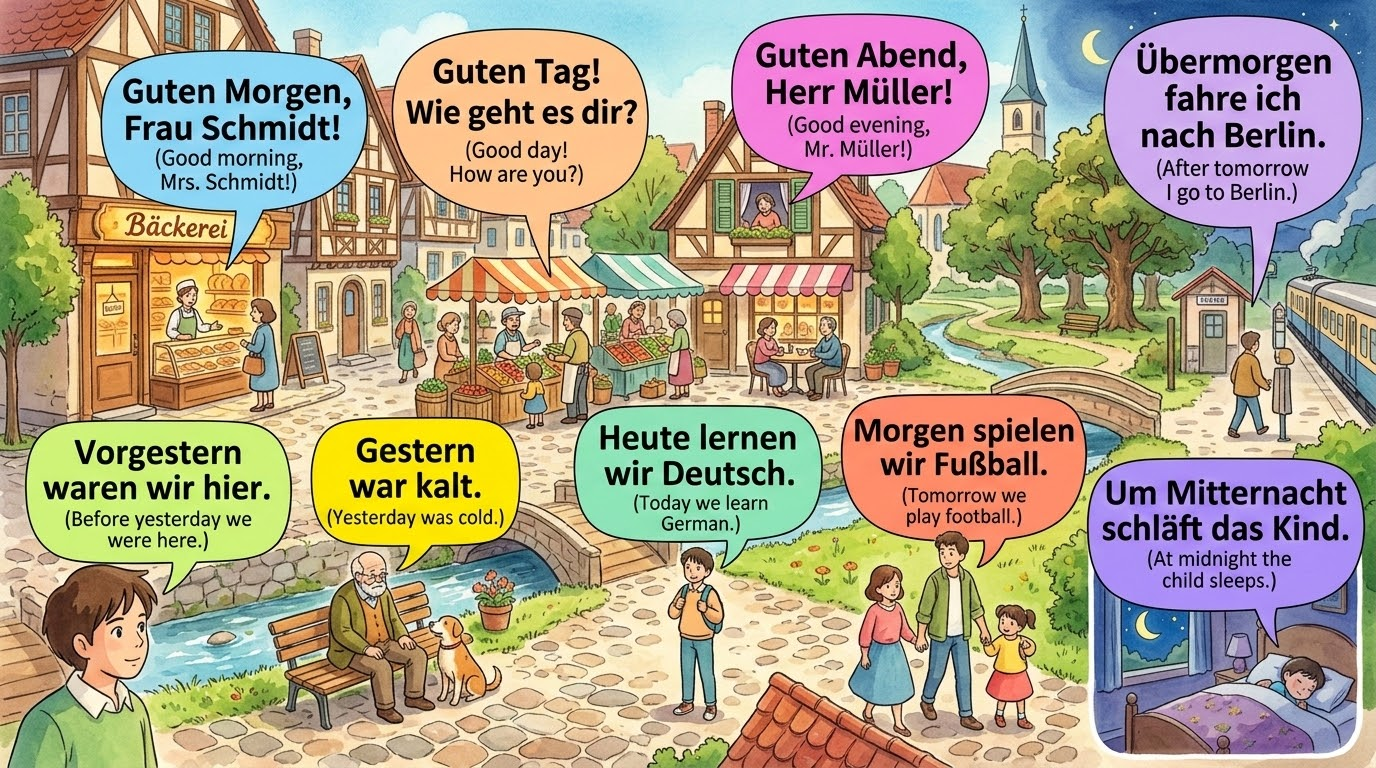 Guten Morgen,
Frau Schmidt!
(Good morning,
Mrs. Schmidt!)
Guten Tag!
Wie geht es dir?
(Good day!
How are you?)
Guten Abend,
Herr Müller!
(Good evening,
Mr. Müller!)
Übermorgen
fahre ich
nach Berlin.
(After tomorrow
I go to Berlin.)
Bäckerei
Vorgestern
waren wir hier.
(Before yesterday we
were here.)
Gestern
war kalt.
(Yesterday was cold.)
Heute lernen
wir Deutsch.
(Today we learn
German.)
Morgen spielen
wir Fußball.
(Tomorrow we
play football.)
Um Mitternacht
schläft das Kind.
(At midnight the
child sleeps.)